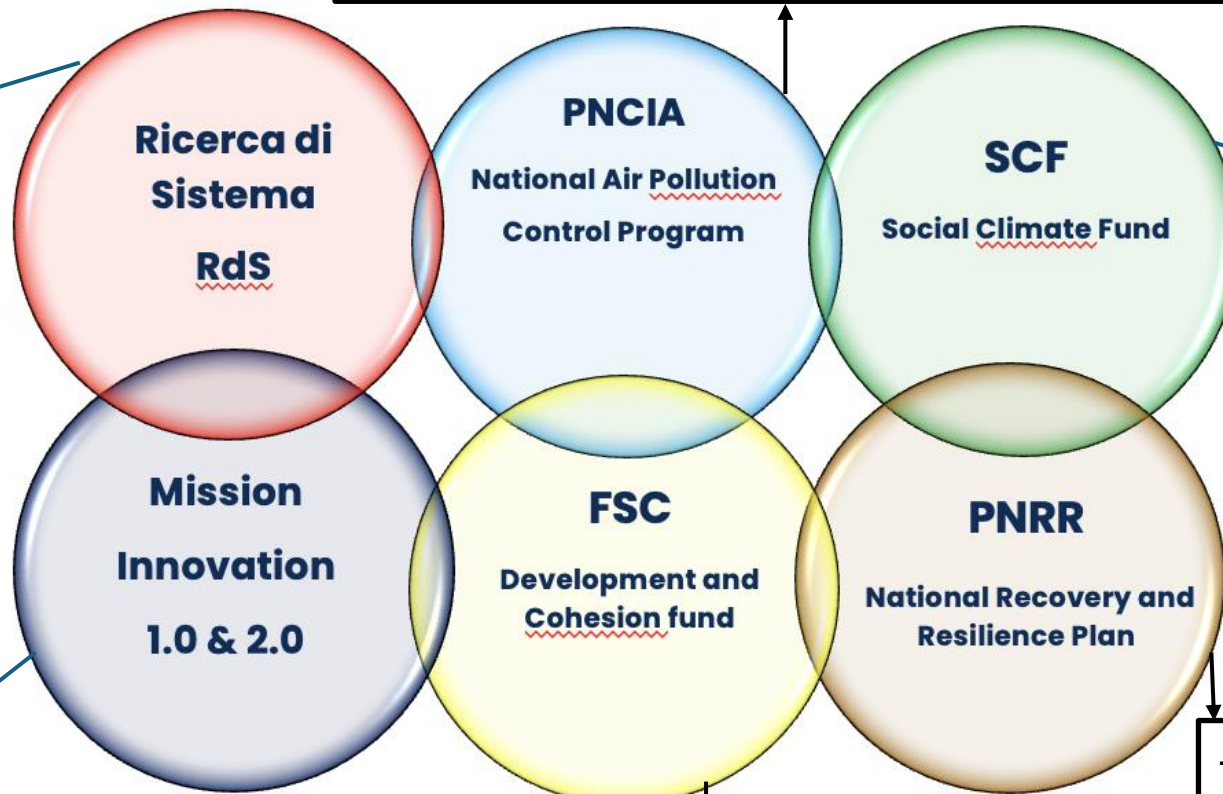 Ricerca di
Sistema
RdS
PNCIA
National Air Pollution
Control Program
SCF
Social Climate Fund
Mission
Innovation
1.0 & 2.0
FSC
Development and
Cohesion fund
PNRR
National Recovery and
Resilience Plan